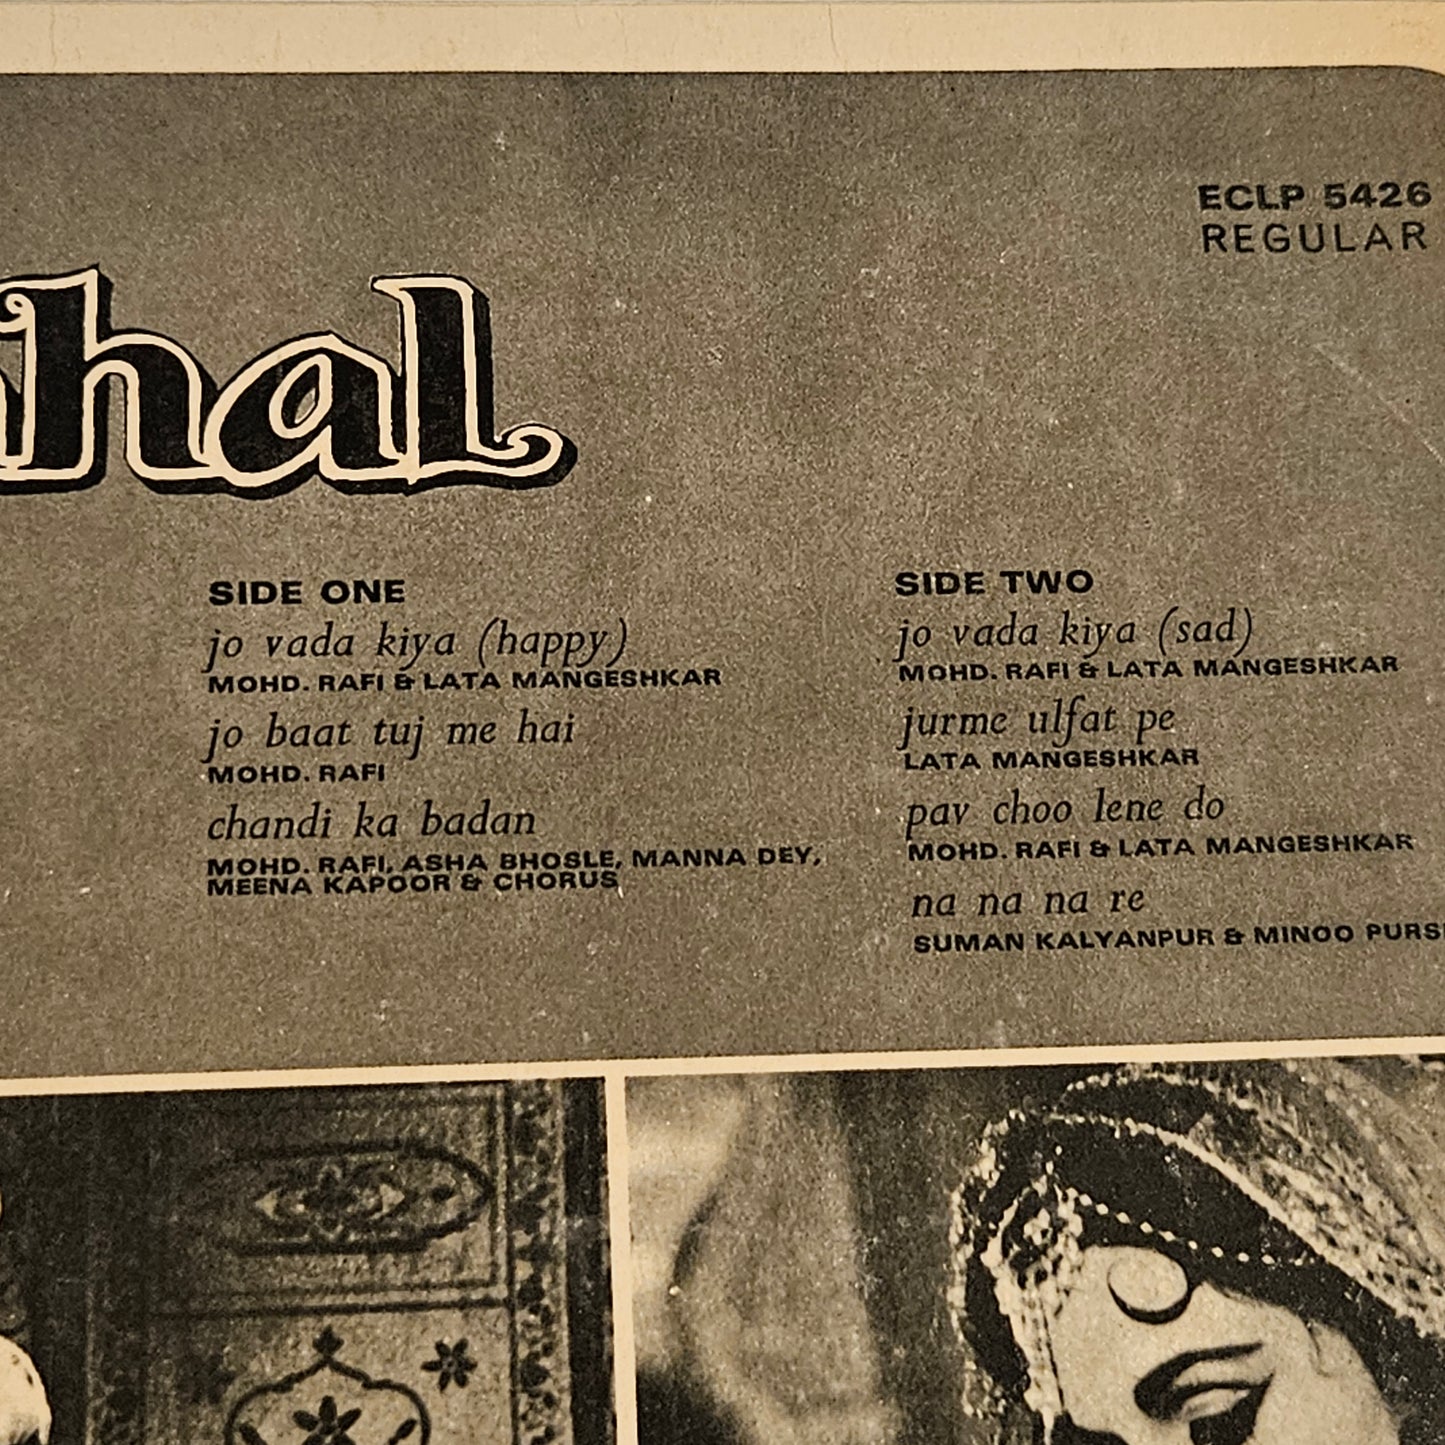 ECLP 5426
REGULAR
hal
SIDE ONE
jo vada kiya (happy)
MOHD. RAFI & LATA MANGESHKAR
jo baat tuj me hai
MOHD. RAFI
chandi ka badan
MOHD. RAFI, ASHA BHOSLE, MANNA DEY,
MEENA KAPOOR & CHORUS
SIDE TWO
jo vada kiya (sad)
MOHD. RAFI & LATA MANGESHKAR
jurme ulfat pe
LATA MANGESHKAR
pav choo lene do
MOHD. RAFI & LATA MANGESHKAR
na na na re
SUMAN KALYANPUR & MINOO